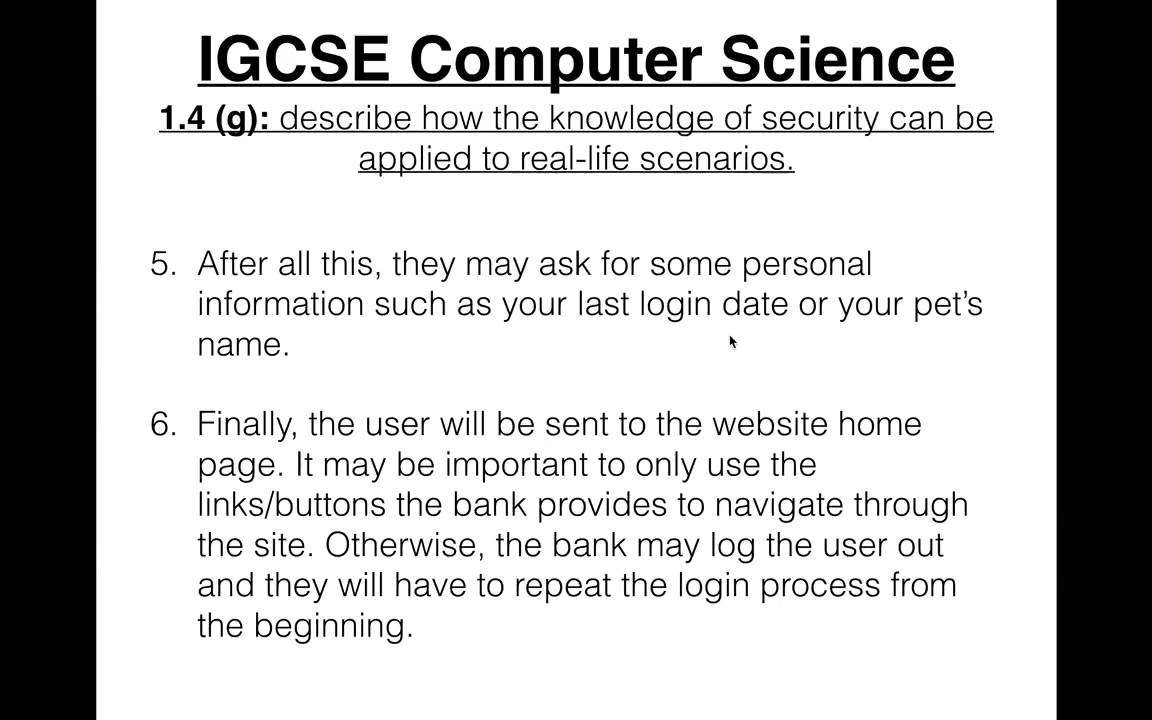 IGCSE Computer Science
1.4 (g): describe how the knowledge of security can be
applied to real-life scenarios.
5. After all this, they may ask for some personal
information such as your last login date or your pet’s
name.
6. Finally, the user will be sent to the website home
page. It may be important to only use the
links/buttons the bank provides to navigate through
the site. Otherwise, the bank may log the user out
and they will have to repeat the login process from
the beginning.